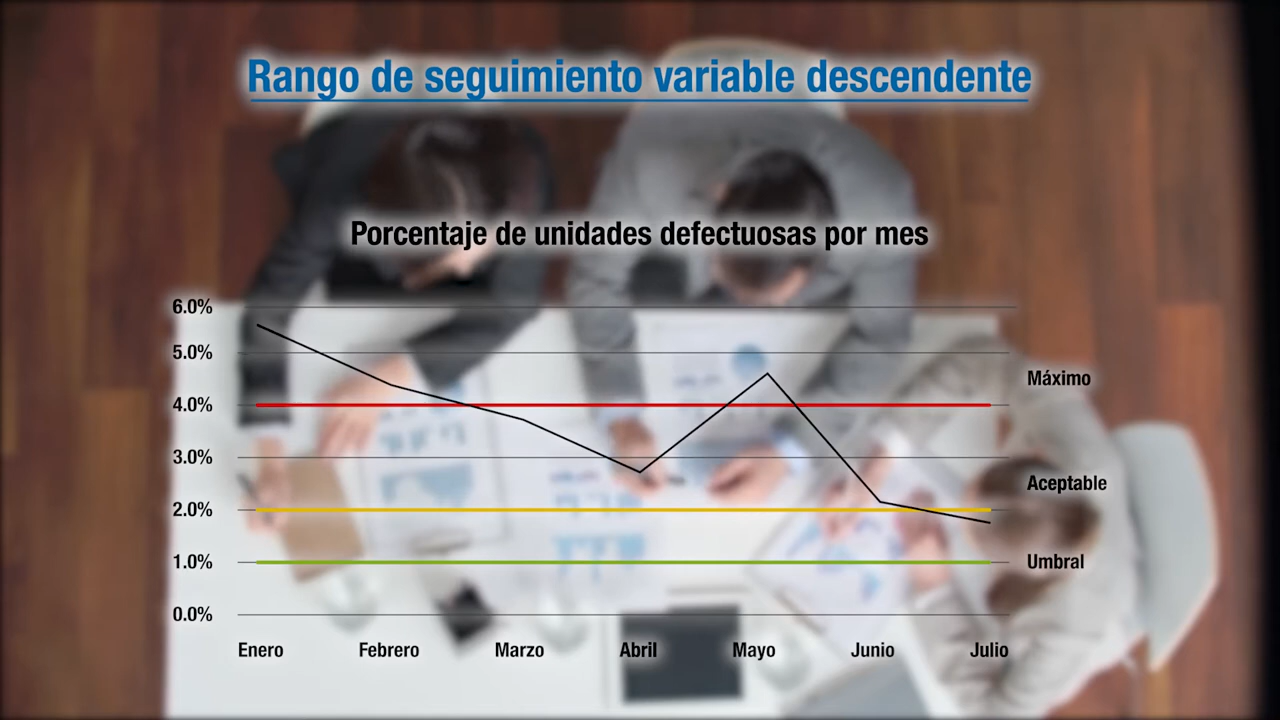 Rango de seguimiento variable descendente
Porcentaje de unidades defectuosas por mes
6.0%
5.0%
Máximo
4.0%
3.0%
Aceptable
2.0%
1.0%
Umbral
0.0%
Enero Febrero Marzo Abril Mayo Junio Julio